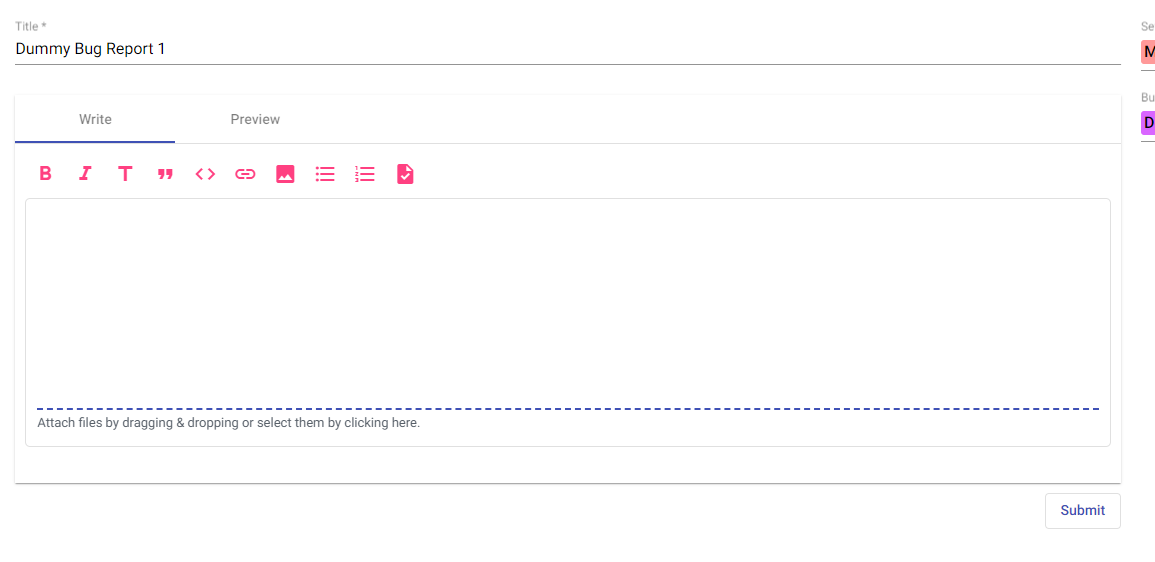 Title *
Dummy Bug Report 1
Write
Preview
Attach files by dragging & dropping or select them by clicking here.
Submit
Se
M
Bu
D